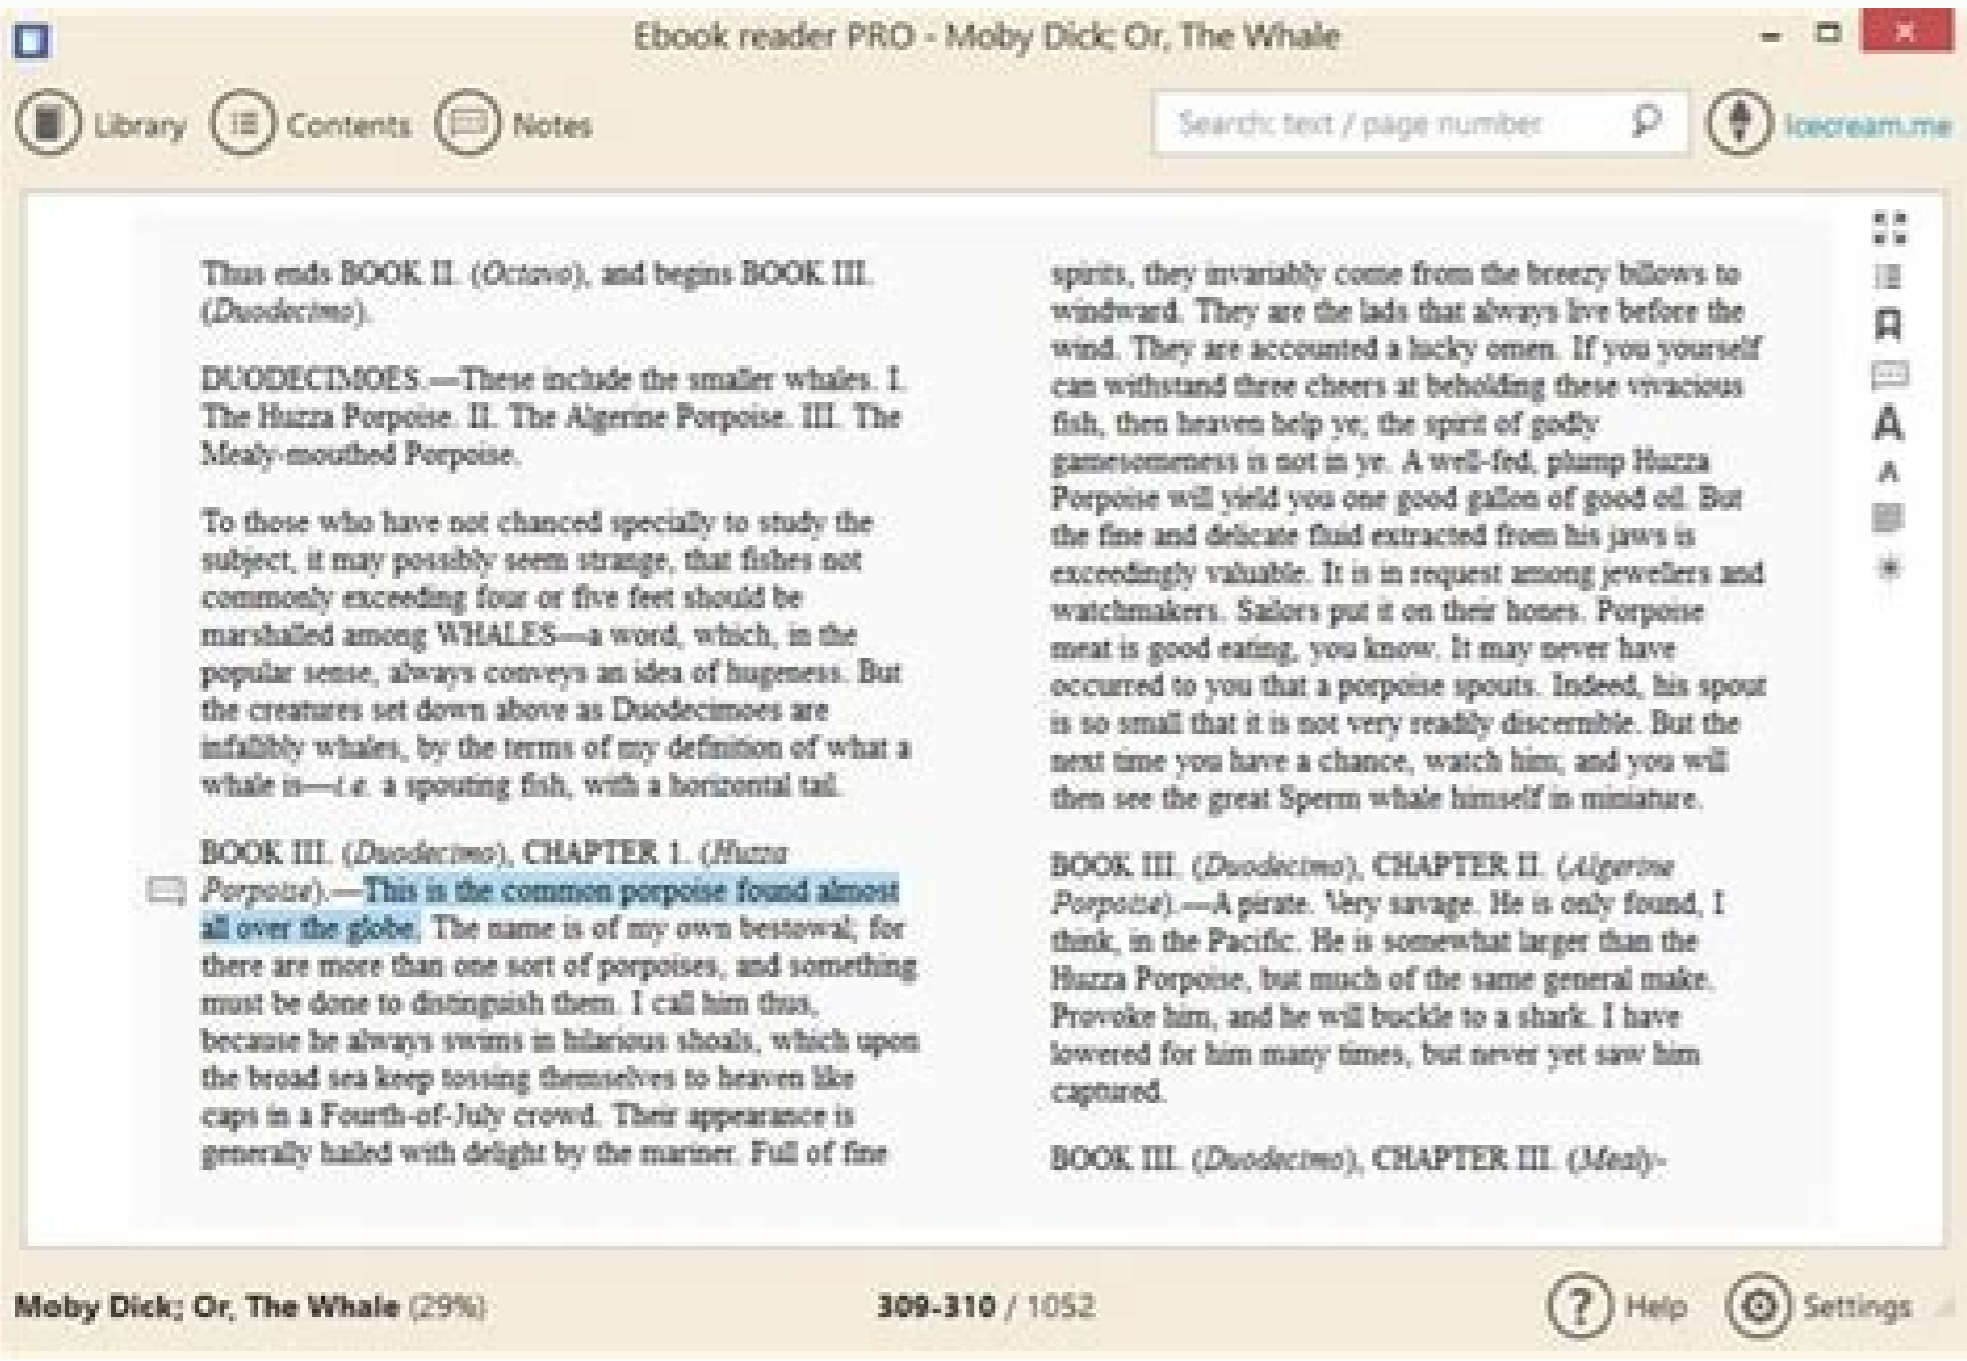 Ebook reader PRO - Moby Dick; Or, The Whale
Library Contents Notes
Search: text / page number
Icecream.me
Thus ends BOOK II. (Octavo), and begins BOOK III.
(Duodecimo).
DUODECIMOES.—These include the smaller whales. I.
The Huzza Porpoise. II. The Algerine Porpoise. III. The
Mealy-mouthed Porpoise.
To those who have not chanced specially to study the
subject, it may possibly seem strange, that fishes not
commonly exceeding four or five feet should be
marshalled among WHALES—a word, which, in the
popular sense, always conveys an idea of hugeness. But
the creatures set down above as Duodecimoes are
infallibly whales, by the terms of my definition of what a
whale is—i.e. a spouting fish, with a horizontal tail.
BOOK III. (Duodecimo), CHAPTER 1. (Huzza
Porpoise).—This is the common porpoise found almost
all over the globe. The name is of my own bestowal; for
there are more than one sort of porpoises, and something
must be done to distinguish them. I call him thus,
because he always swims in hilarious shoals, which upon
the broad sea keep tossing themselves to heaven like
caps in a Fourth-of-July crowd. Their appearance is
generally hailed with delight by the mariner. Full of fine
spirits, they invariably come from the breezy billows to
windward. They are the lads that always live before the
wind. They are accounted a lucky omen. If you yourself
can withstand three cheers at beholding these vivacious
fish, then heaven help ye; the spirit of godly
gamesomeness is not in ye. A well-fed, plump Huzza
Porpoise will yield you one good gallon of good oil. But
the fine and delicate fluid extracted from his jaws is
exceedingly valuable. It is in request among jewellers and
watchmakers. Sailors put it on their hones. Porpoise
meat is good eating, you know. It may never have
occurred to you that a porpoise spouts. Indeed, his spout
is so small that it is not very readily discernible. But the
next time you have a chance, watch him; and you will
then see the great Sperm whale himself in miniature.
BOOK III. (Duodecimo), CHAPTER II. (Algerine
Porpoise).—A pirate. Very savage. He is only found, I
think, in the Pacific. He is somewhat larger than the
Huzza Porpoise, but much of the same general make.
Provoke him, and he will buckle to a shark. I have
lowered for him many times, but never yet saw him
captured.
BOOK III. (Duodecimo), CHAPTER III. (Mealy-
Moby Dick; Or, The Whale (29%)
309-310 / 1052
Help Settings